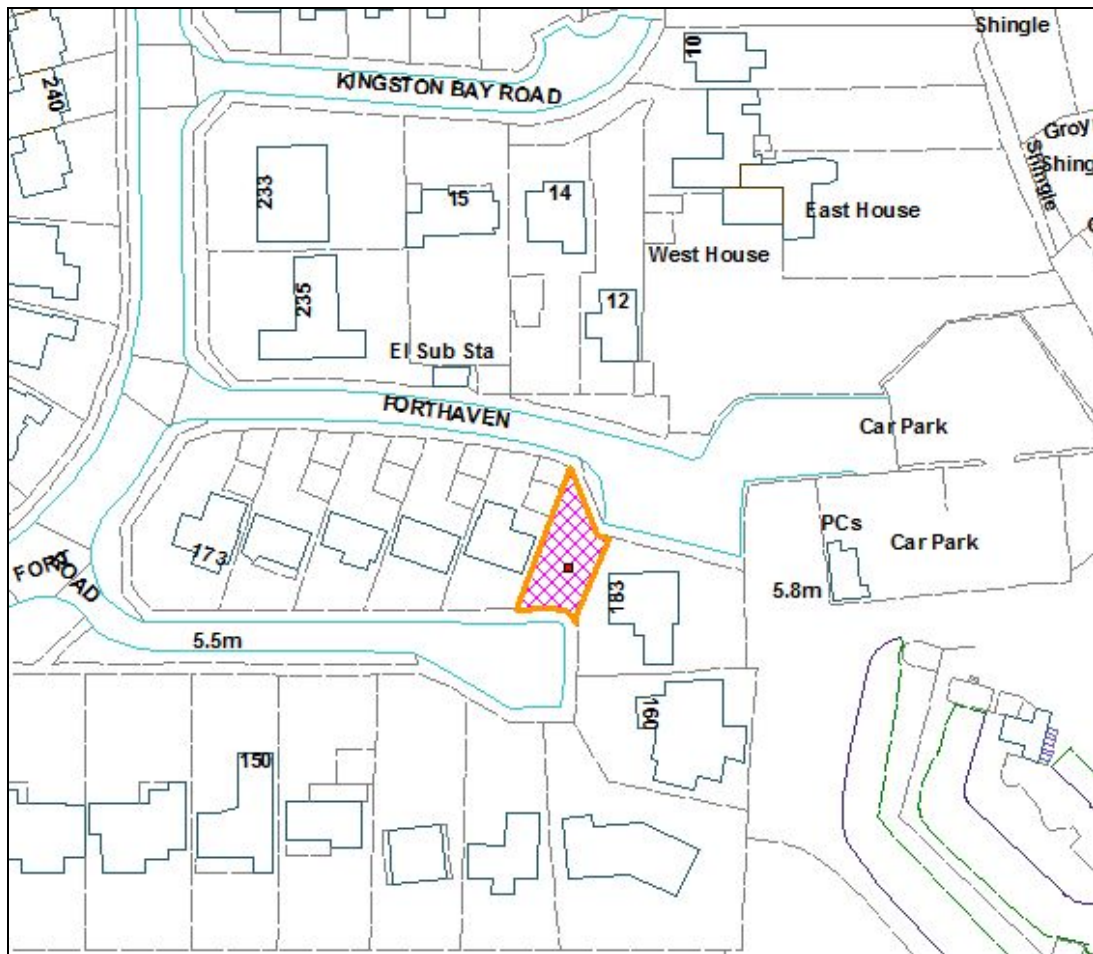 Shingle
10
240
KINGSTON BAY ROAD
Shingle
233
15
14
East House
West House
235
12
El Sub Sta
FORTHAVEN
Car Park
PCs
Car Park
173
FORT
ROAD
183
5.8m
5.5m
160
150